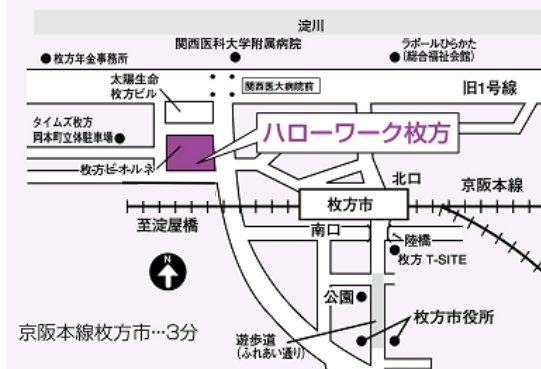 淀川
関西医科大学附属病院
ラポールひらかた
(総合福祉会館)
枚方年金事務所
太陽生命
枚方ビル
関西医大病院前
旧1号線
タイムズ枚方
岡本町立体駐車場
ハローワーク枚方
枚方ビオルネ
北口
京阪本線
枚方市
至淀屋橋
南口
陸橋
枚方 T-SITE
N
公園
枚方市役所
京阪本線枚方市…3分
遊歩道
(ふれあい通り)